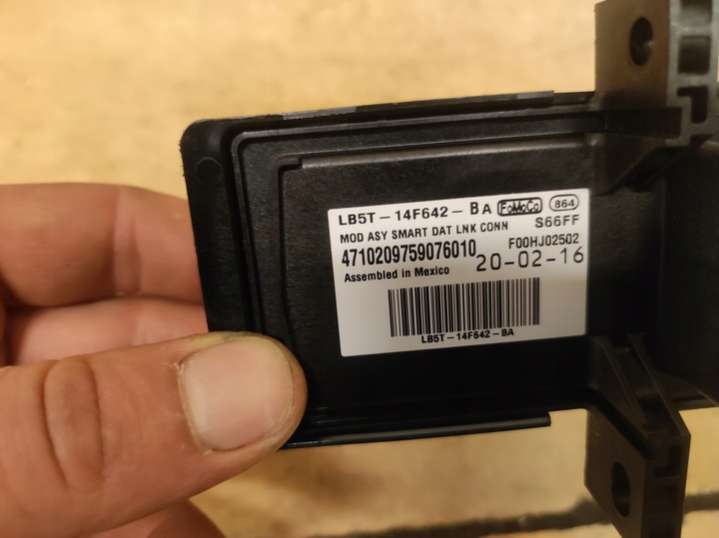 LB5T-14F642-BA FoMoCo 864
MOD ASY SMART DAT LNK CONN S66FF
4710209759076010 F00HJ02502
Assembled in Mexico 20-02-16
LB5T-14F642-BA